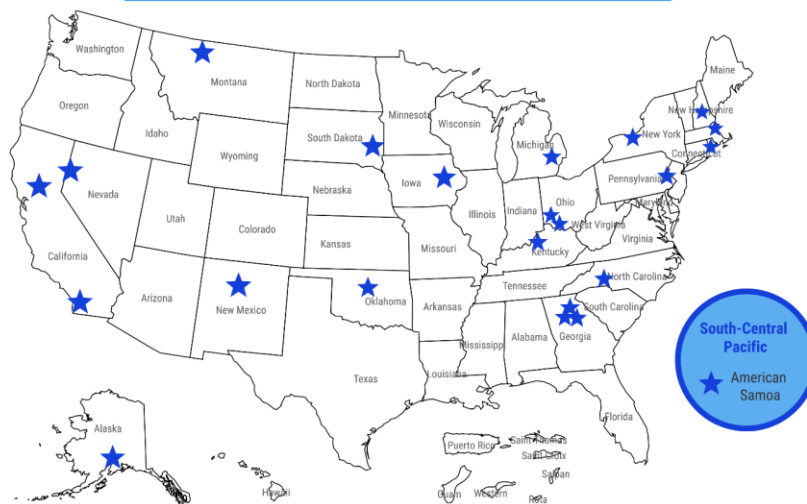 Washington
Montana
North Dakota
Minnesota
Maine
Oregon
Idaho
South Dakota
Wisconsin
Michigan
New York
New Hampshire
Wyoming
Connecticut
Nevada
Nebraska
Iowa
Illinois
Indiana
Ohio
Pennsylvania
Maryland
Utah
Colorado
Kansas
Missouri
West Virginia
Virginia
Kentucky
California
Arizona
New Mexico
Oklahoma
Arkansas
Tennessee
North Carolina
South Carolina
Mississippi
Alabama
Georgia
Texas
Louisiana
Florida
South-Central
Pacific
American
Samoa
Alaska
Hawaii
Puerto Rico
Saint Thomas
Saint Croix
Guam
Western
Saipan
Rota